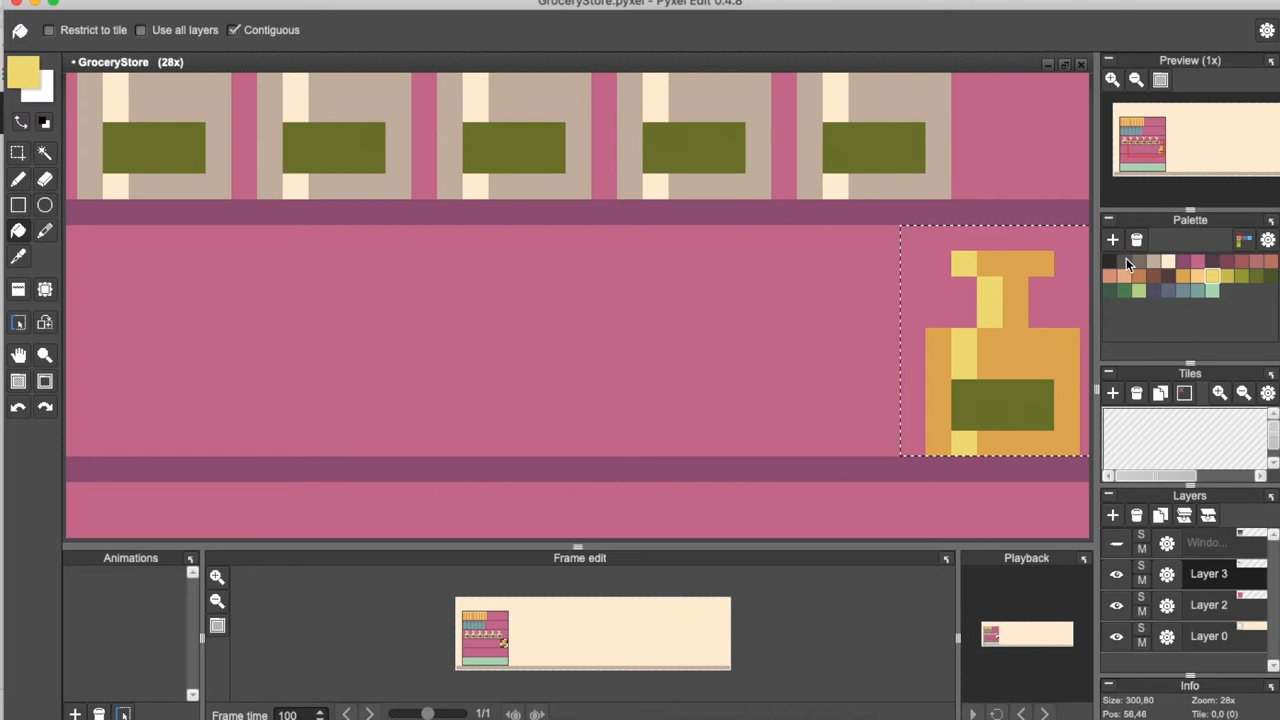 GroceryStore.pyxel - Pyxel Edit 0.4.8
Restrict to tile Use all layers Contiguous
• GroceryStore (28x)
Preview (1x)
Palette
Tiles
Layers
S
M
Windo...
S
M
Layer 3
S
M
Layer 2
S
M
Layer 0
Animations
Frame edit
Playback
Frame time 100 1/1
Info
Size: 300,80 Zoom: 28x
Pos: 56,46 Tile: 0,0 (0)